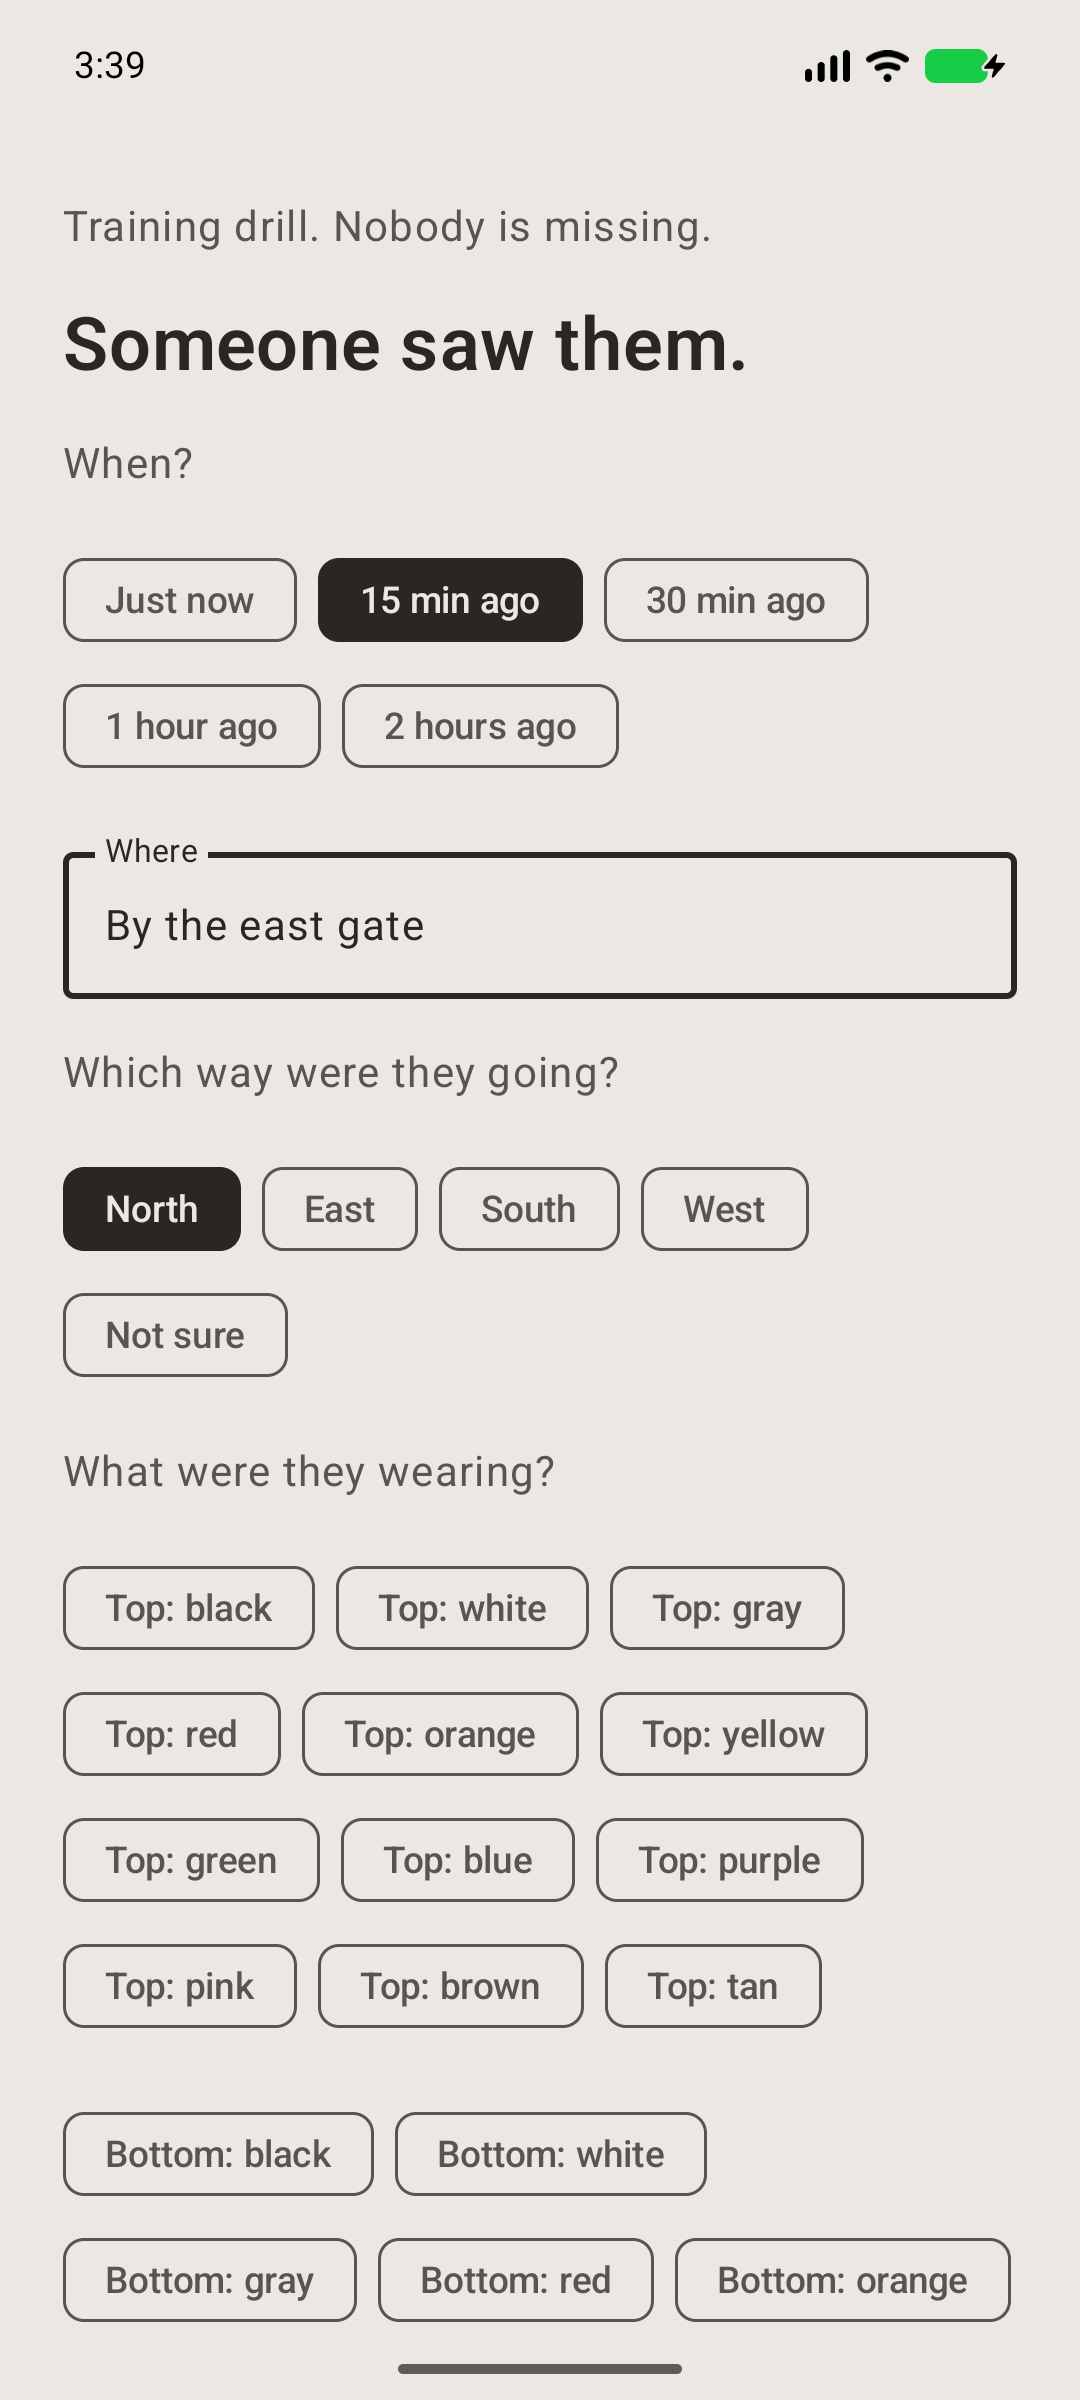 3:39
Training drill. Nobody is missing.
Someone saw them.
When?
Just now
15 min ago
30 min ago
1 hour ago
2 hours ago
Where
By the east gate
Which way were they going?
North
East
South
West
Not sure
What were they wearing?
Top: black
Top: white
Top: gray
Top: red
Top: orange
Top: yellow
Top: green
Top: blue
Top: purple
Top: pink
Top: brown
Top: tan
Bottom: black
Bottom: white
Bottom: gray
Bottom: red
Bottom: orange